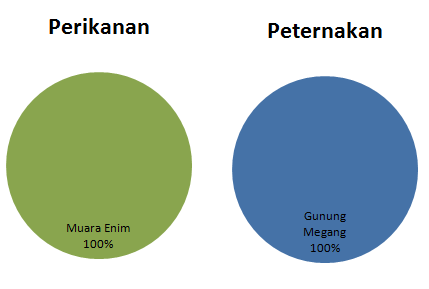 Perikanan
Muara Enim
100%
Peternakan
Gunung
Megang
100%